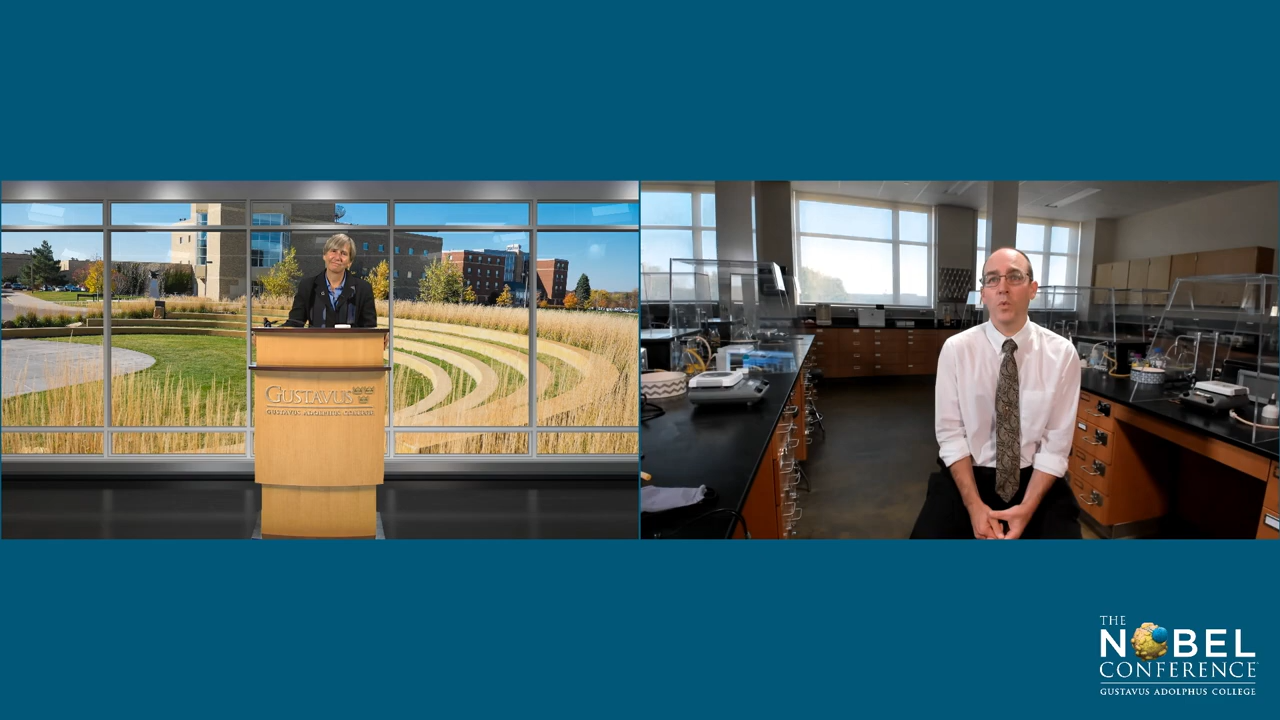 GUSTAVUS
GUSTAVUS ADOLPHUS COLLEGE
THE
NOBEL
CONFERENCE
GUSTAVUS ADOLPHUS COLLEGE